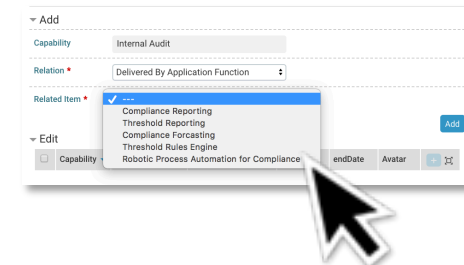 Add
Capability Internal Audit
Relation * Delivered By Application Function
Related Item * ---
Compliance Reporting
Threshold Reporting
Compliance Forcasting
Threshold Rules Engine
Robotic Process Automation for Compliance
Add
Edit
Capability endDate Avatar